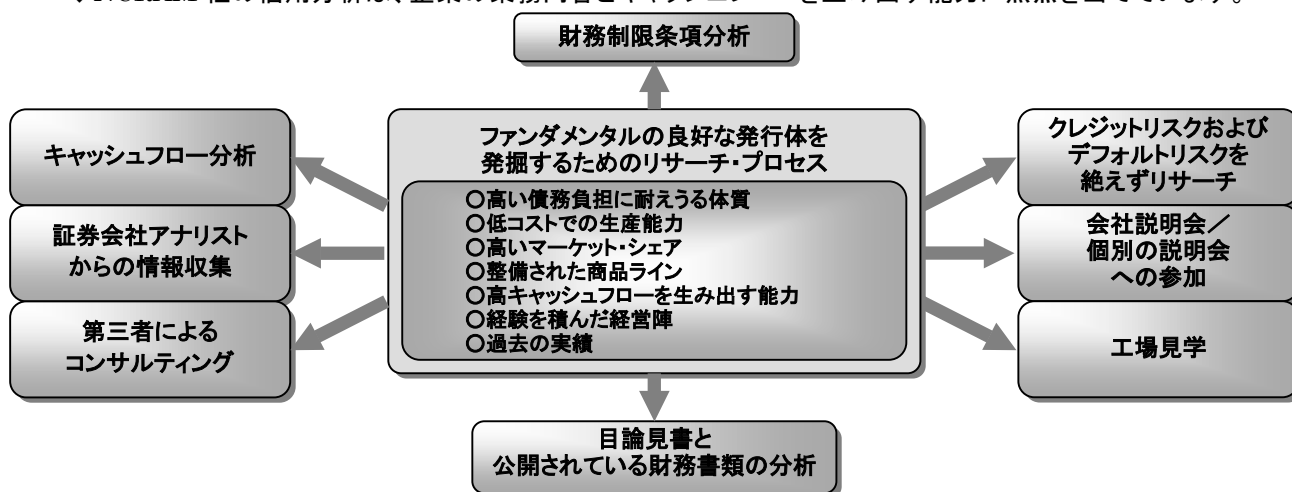 財務制限条項分析
キャッシュフロー分析
証券会社アナリスト
からの情報収集
第三者による
コンサルティング
ファンダメンタルの良好な発行体を
発掘するためのリサーチ・プロセス
○高い債務負担に耐えうる体質
○低コストでの生産能力
○高いマーケット・シェア
○整備された商品ライン
○高キャッシュフローを生み出す能力
○経験を積んだ経営陣
○過去の実績
クレジットリスクおよび
デフォルトリスクを
絶えずリサーチ
会社説明会／
個別の説明会
への参加
工場見学
目論見書と
公開されている財務書類の分析